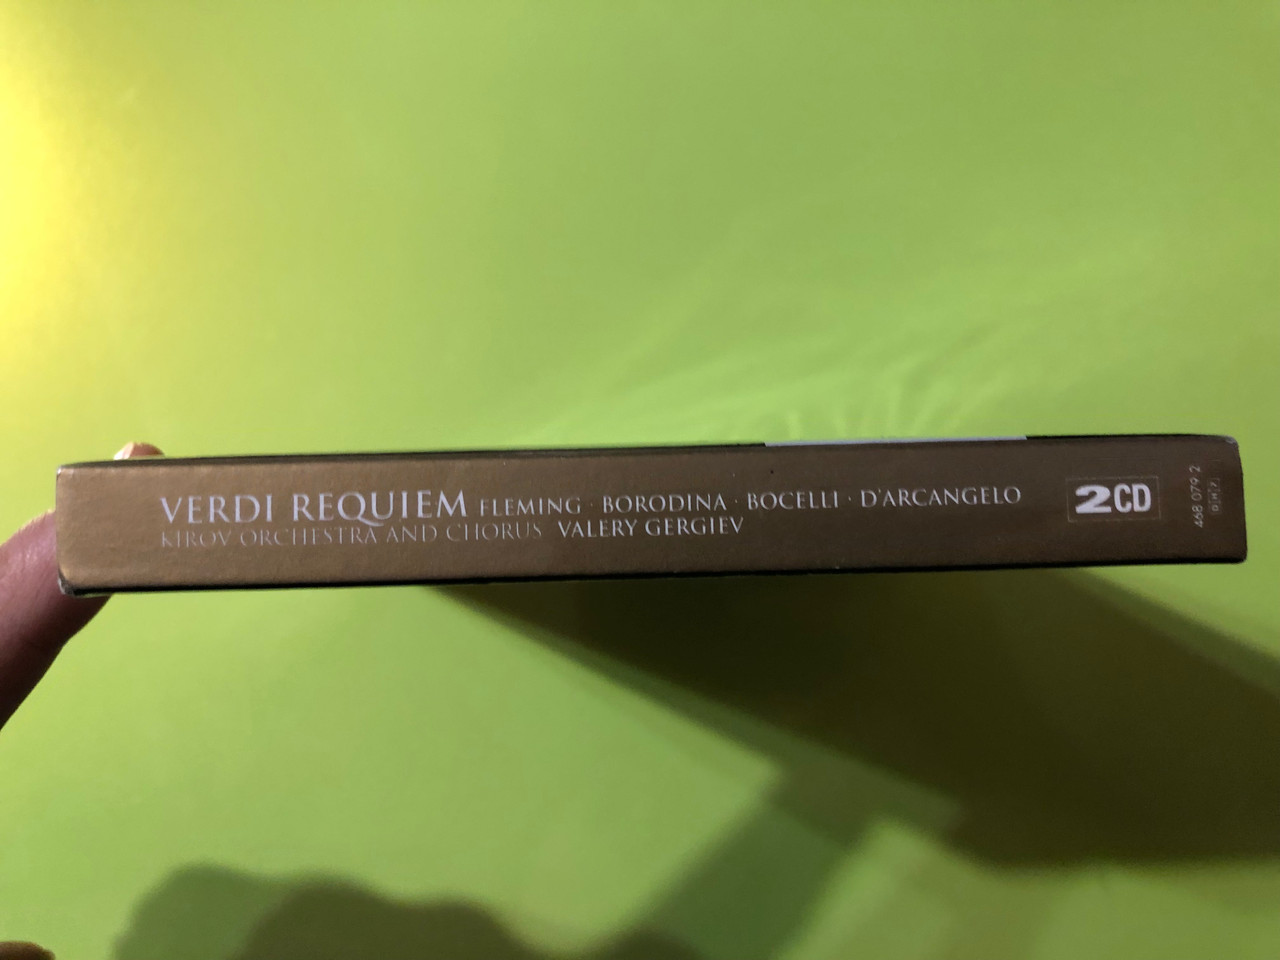 VERDI REQUIEM FLEMING · BORODINA · BOCELLI · D'ARCANGELO
KIROV ORCHESTRA AND CHORUS VALERY GERGIEV
2CD
468 079-2